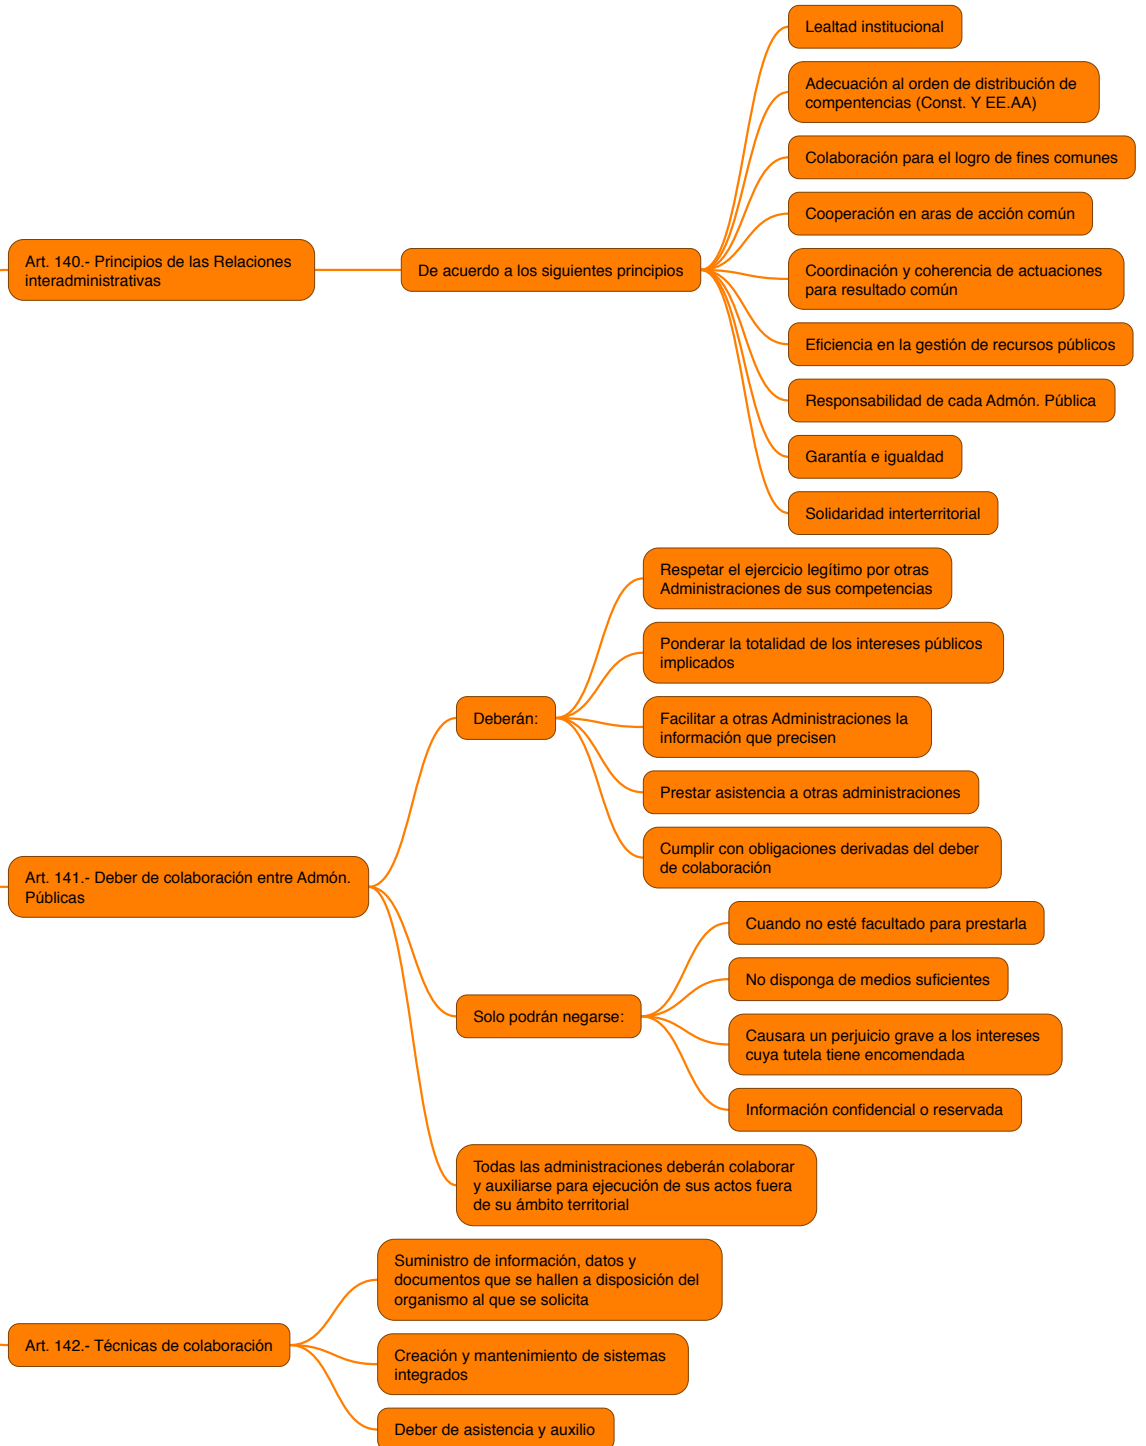 Art. 140.- Principios de las Relaciones
interadministrativas
De acuerdo a los siguientes principios
Lealtad institucional
Adecuación al orden de distribución de
compentencias (Const. Y EE.AA)
Colaboración para el logro de fines comunes
Cooperación en aras de acción común
Coordinación y coherencia de actuaciones
para resultado común
Eficiencia en la gestión de recursos públicos
Responsabilidad de cada Admón. Pública
Garantía e igualdad
Solidaridad interterritorial
Art. 141.- Deber de colaboración entre Admón.
Públicas
Deberán:
Respetar el ejercicio legítimo por otras
Administraciones de sus competencias
Ponderar la totalidad de los intereses públicos
implicados
Facilitar a otras Administraciones la
información que precisen
Prestar asistencia a otras administraciones
Cumplir con obligaciones derivadas del deber
de colaboración
Solo podrán negarse:
Cuando no esté facultado para prestarla
No disponga de medios suficientes
Causara un perjuicio grave a los intereses
cuya tutela tiene encomendada
Información confidencial o reservada
Todas las administraciones deberán colaborar
y auxiliarse para ejecución de sus actos fuera
de su ámbito territorial
Art. 142.- Técnicas de colaboración
Suministro de información, datos y
documentos que se hallen a disposición del
organismo al que se solicita
Creación y mantenimiento de sistemas
integrados
Deber de asistencia y auxilio